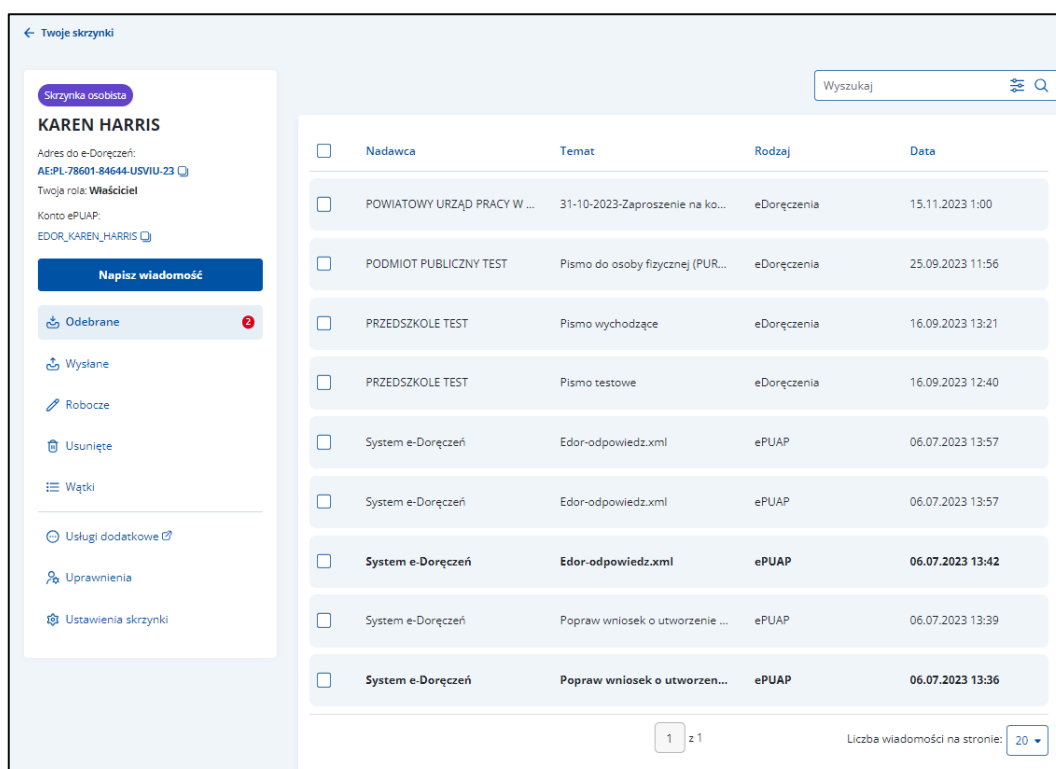 ← Twoje skrzynki
Skrzynka osobista
KAREN HARRIS
Adres do e-Doręczeń:
AE:PL-78601-84644-USVIU-23
Twoja rola: Właściciel
Konto ePUAP:
EDOR_KAREN_HARRIS
Napisz wiadomość
Odebrane 2
Wysłane
Robocze
Usunięte
Wątki
Usługi dodatkowe
Uprawnienia
Ustawienia skrzynki
Wyszukaj
Nadawca Temat Rodzaj Data
POWIATOWY URZĄD PRACY W ... 31-10-2023-Zaproszenie na ko... eDoręczenia 15.11.2023 1:00
PODMIOT PUBLICZNY TEST Pismo do osoby fizycznej (PUR... eDoręczenia 25.09.2023 11:56
PRZEDSZKOLE TEST Pismo wychodzące eDoręczenia 16.09.2023 13:21
PRZEDSZKOLE TEST Pismo testowe eDoręczenia 16.09.2023 12:40
System e-Doręczeń Edor-odpowiedz.xml ePUAP 06.07.2023 13:57
System e-Doręczeń Edor-odpowiedz.xml ePUAP 06.07.2023 13:57
System e-Doręczeń Edor-odpowiedz.xml ePUAP 06.07.2023 13:42
System e-Doręczeń Popraw wniosek o utworzenie ... ePUAP 06.07.2023 13:39
System e-Doręczeń Popraw wniosek o utworzen... ePUAP 06.07.2023 13:36
1 z 1
Liczba wiadomości na stronie: 20